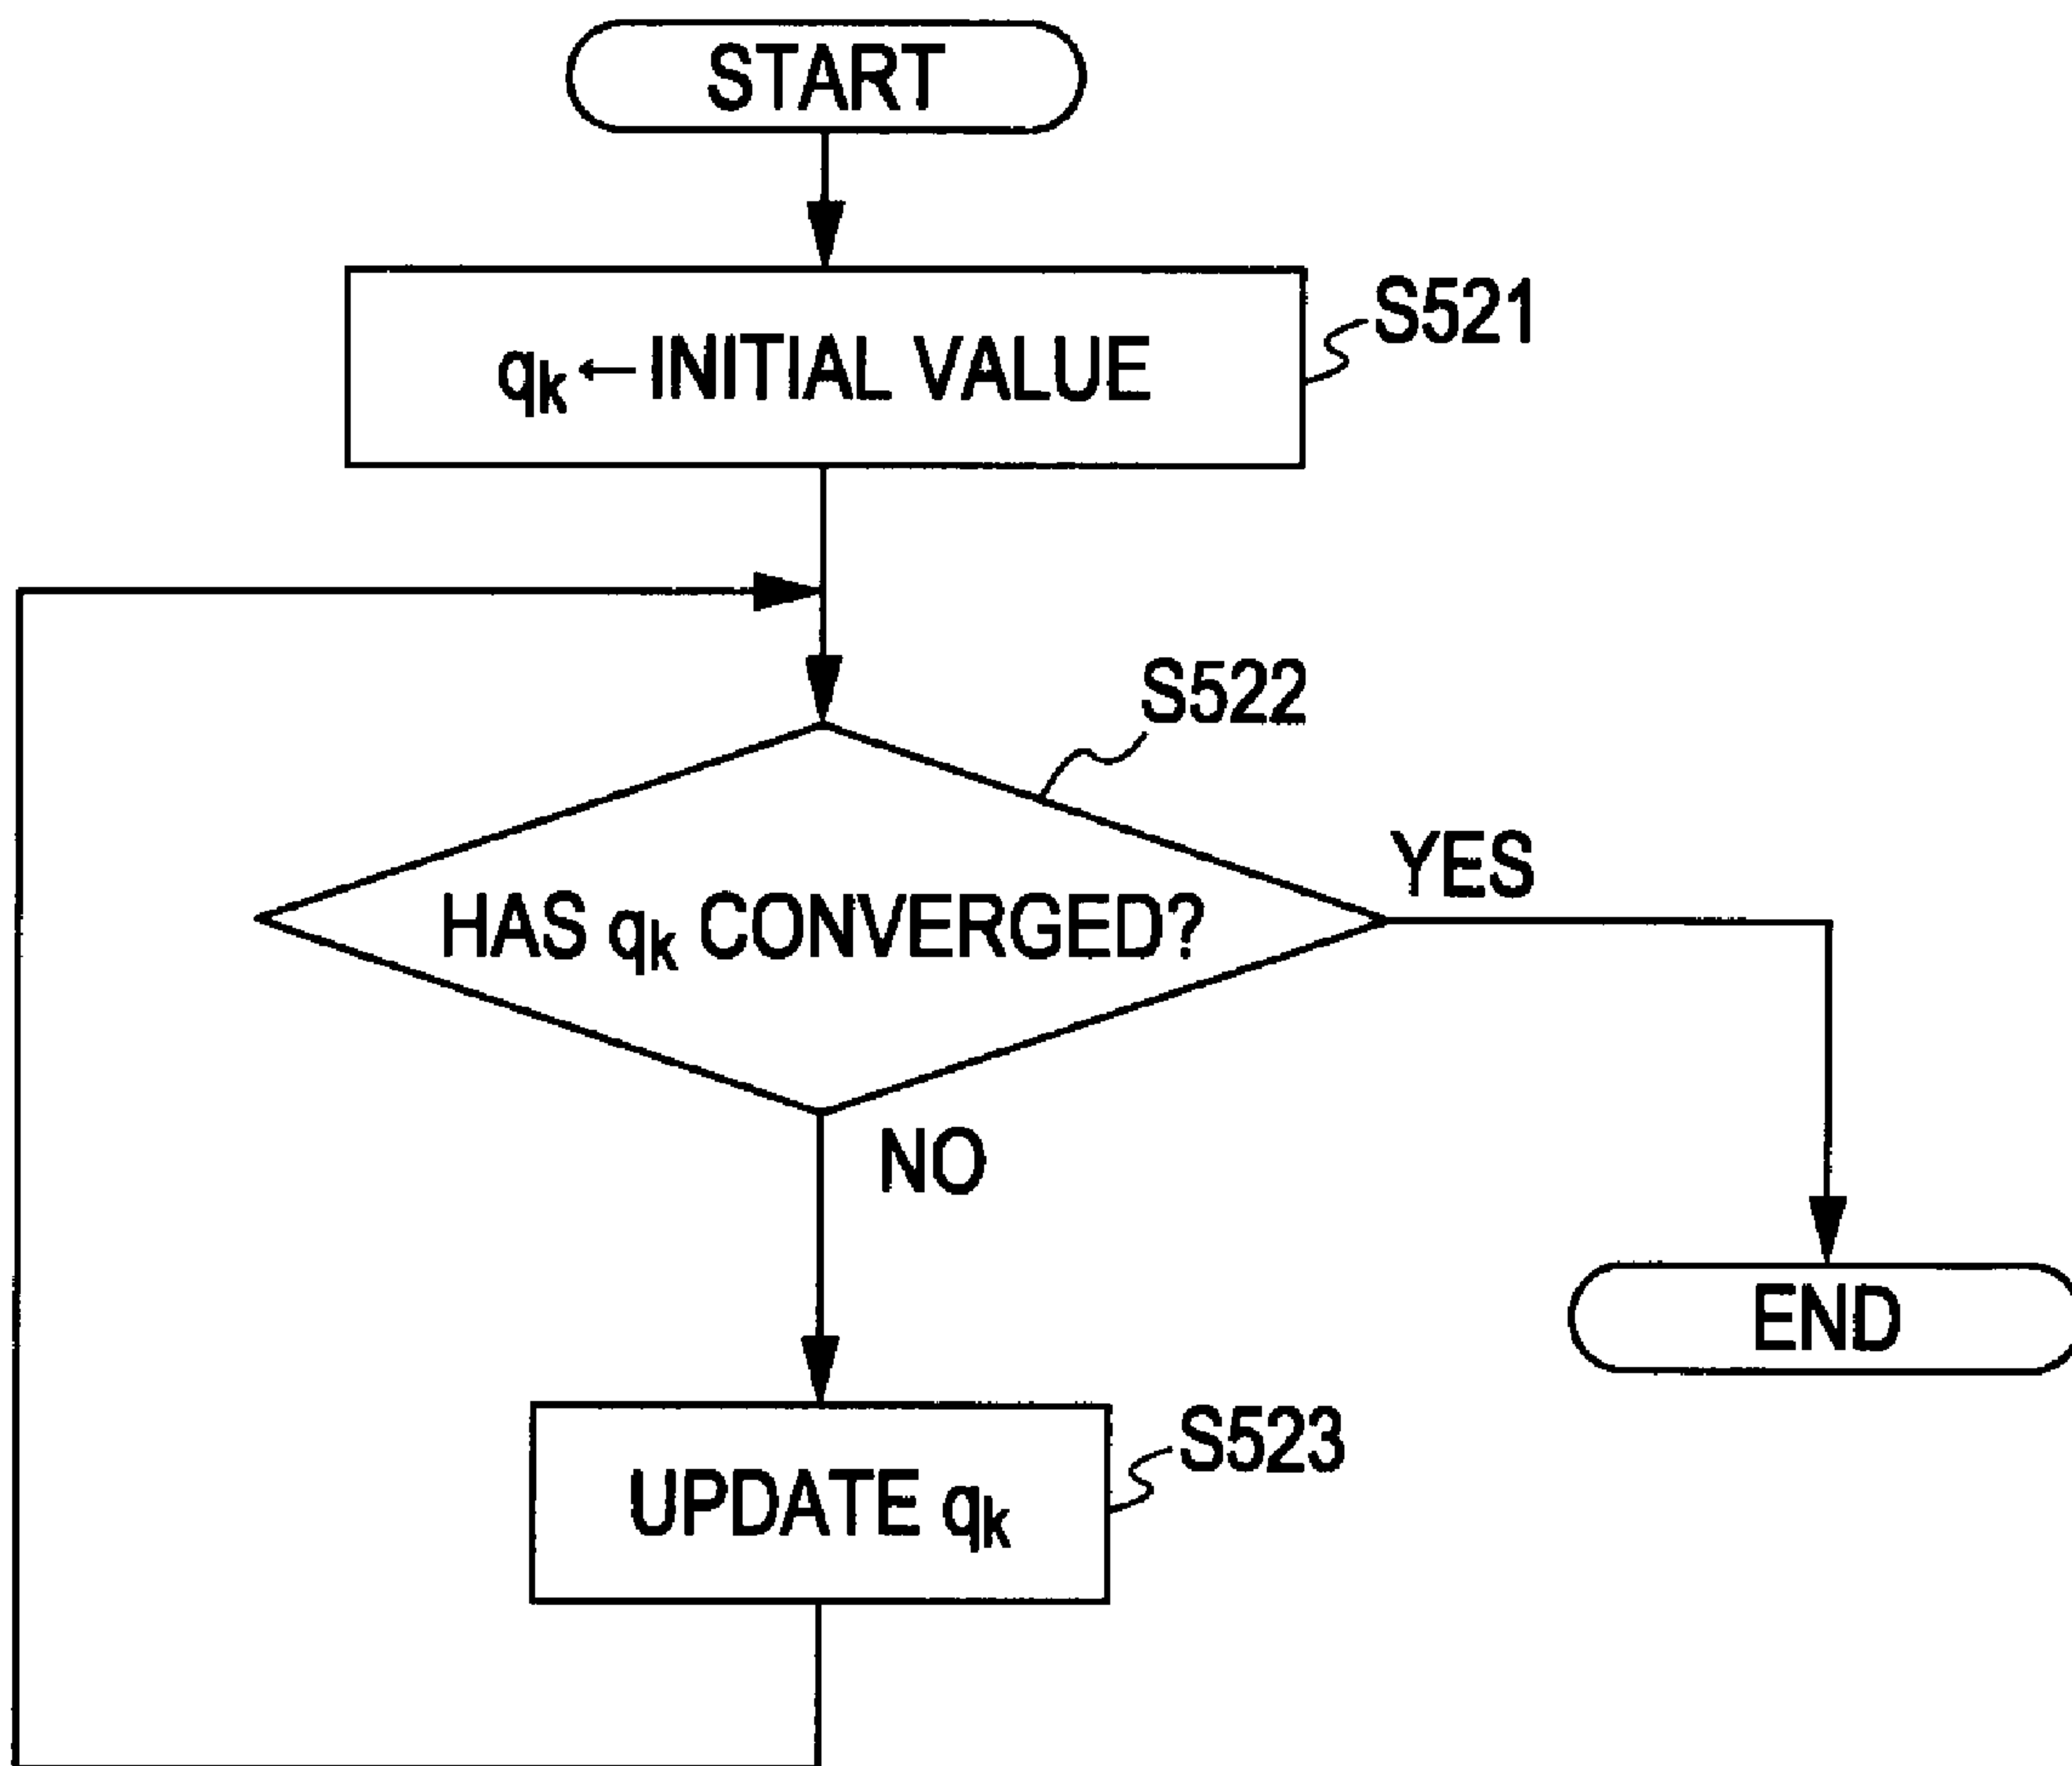 START
qk ← INITIAL VALUE
S521
S522
HAS qk CONVERGED?
YES
NO
END
UPDATE qk
S523